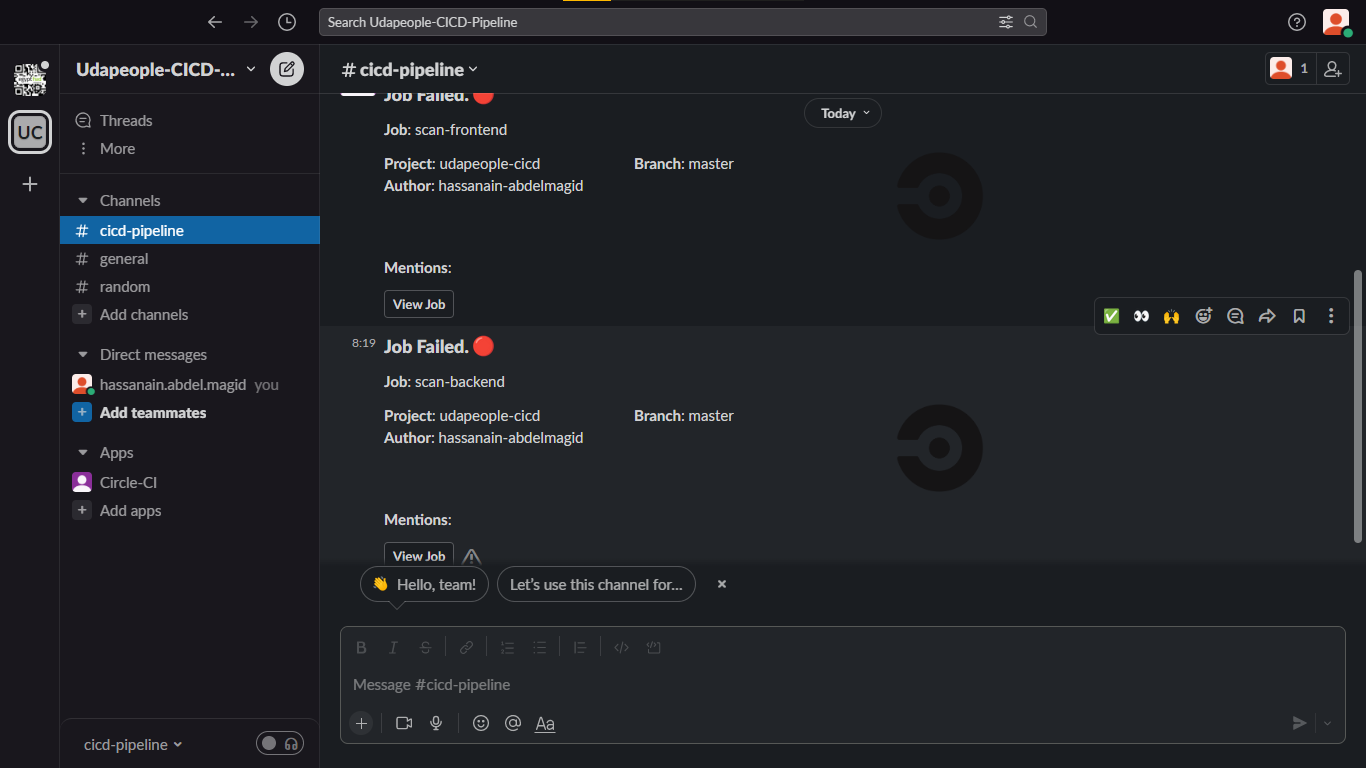 Search Udapeople-CICD-Pipeline
UC
Udapeople-CICD-...
Threads
More
Channels
# cicd-pipeline
# general
# random
+ Add channels
Direct messages
hassanain.abdel.magid you
+ Add teammates
Apps
Circle-CI
+ Add apps
cicd-pipeline
# cicd-pipeline
1
Today
Job Failed. 🔴
Job: scan-frontend
Project: udapeople-cicd Branch: master
Author: hassanain-abdelmagid
Mentions:
View Job
8:19 Job Failed. 🔴
Job: scan-backend
Project: udapeople-cicd Branch: master
Author: hassanain-abdelmagid
Mentions:
View Job
👋 Hello, team! Let's use this channel for...
B I S
Message #cicd-pipeline
Aa